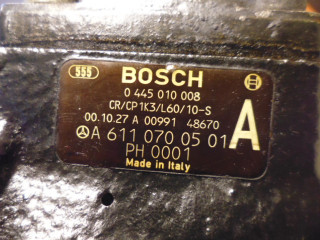 555
BOSCH
0 445 010 008
CR/CP1K3/L60/10-S
00.10.27 A 00991 48670
A 611 070 05 01
A
PH 0001
Made in Italy